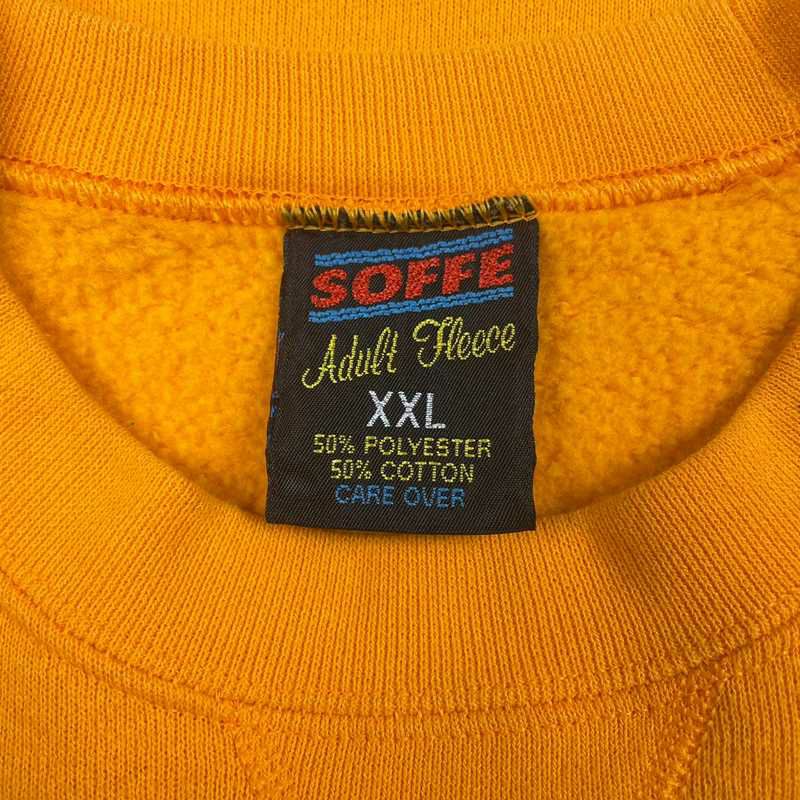 SOFFE
Adult Fleece
XXL
50% POLYESTER
50% COTTON
CARE OVER